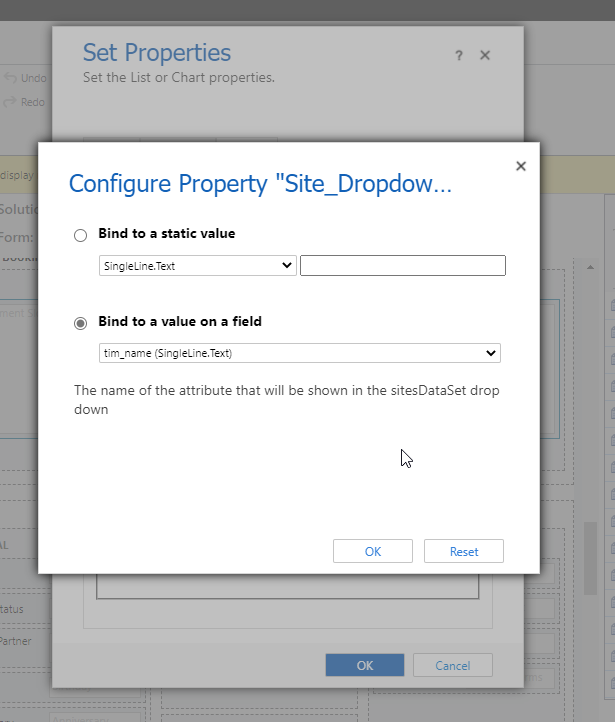 Set Properties
?
Set the List or Chart properties.
Undo
Redo
display
Solutio
Form:
Configure Property "Site_Dropdow...
Bind to a static value
SingleLine.Text
Bind to a value on a field
tim_name (SingleLine.Text)
The name of the attribute that will be shown in the sitesDataSet drop
down
OK
Reset
AL
tatus
Partner
OK
Cancel
Anniversary